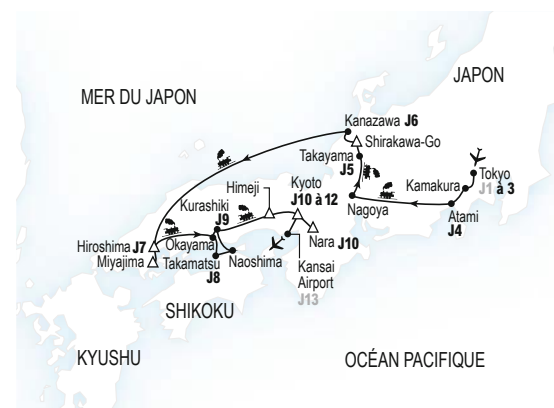 JAPON
MER DU JAPON
Kanazawa J6
Shirakawa-Go
Takayama
J5
Tokyo
J1 à 3
Kamakura
Nagoya
Atami
J4
Himeji
Kyoto
J10 à 12
Kurashiki
J9
Nara J10
Hiroshima J7
Okayama
Miyajima
Takamatsu
J8
Naoshima
Kansai
Airport
J13
SHIKOKU
KYUSHU
OCÉAN PACIFIQUE